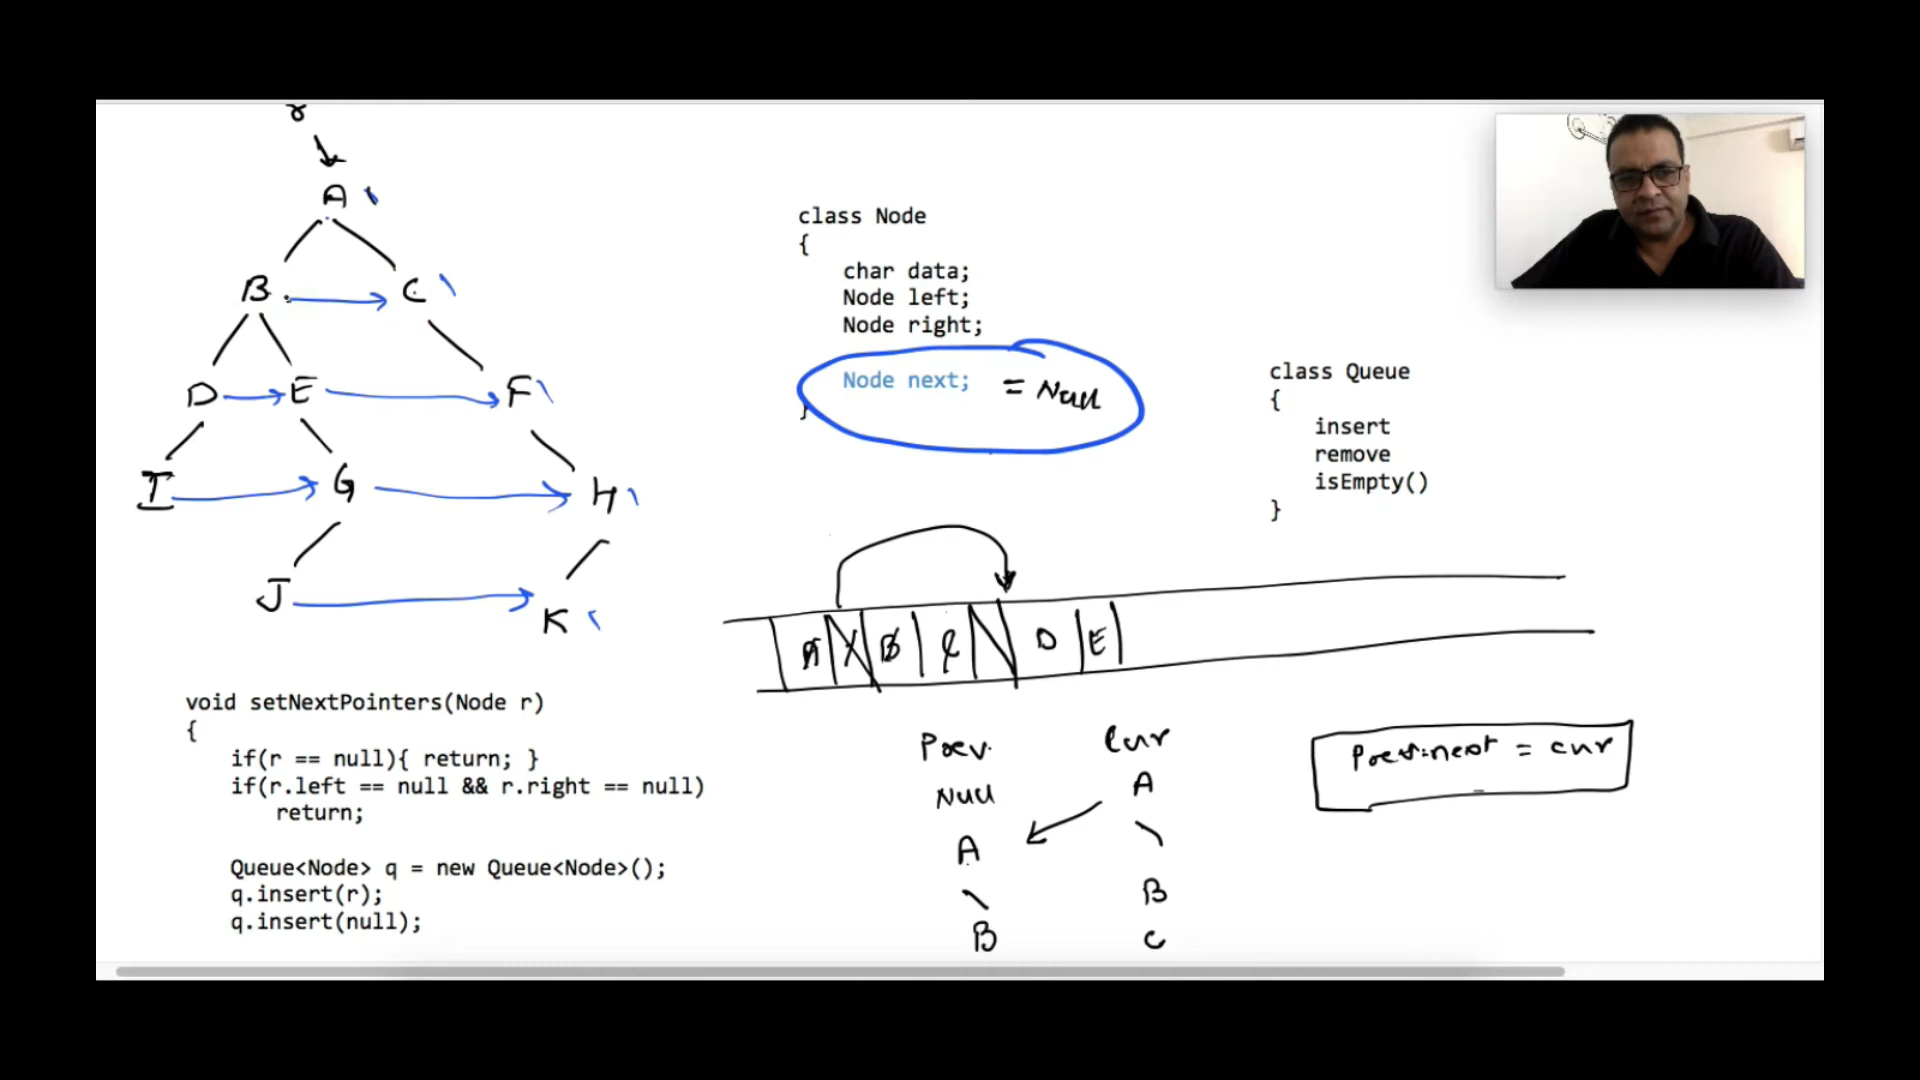 r
A
B C
D E F
I G H
J K
class Node
{
char data;
Node left;
Node right;
Node next; = Null
}
class Queue
{
insert
remove
isEmpty()
}
A B C D E
void setNextPointers(Node r)
{
if(r == null){ return; }
if(r.left == null && r.right == null)
return;
Queue<Node> q = new Queue<Node>();
q.insert(r);
q.insert(null);
Prev. Cur
Null A
A \
\ B
B C
Prev.next = cur